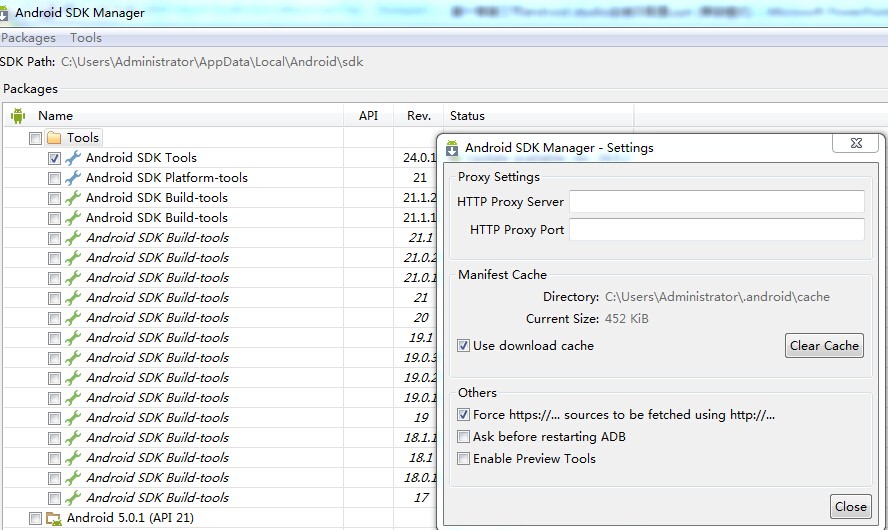 Android SDK Manager
Packages Tools
SDK Path: C:\Users\Administrator\AppData\Local\Android\sdk
Packages
Name API Rev. Status
Tools
Android SDK Tools 24.0.1
Android SDK Platform-tools 21
Android SDK Build-tools 21.1.2
Android SDK Build-tools 21.1.1
Android SDK Build-tools 21.1
Android SDK Build-tools 21.0.2
Android SDK Build-tools 21.0.1
Android SDK Build-tools 21
Android SDK Build-tools 20
Android SDK Build-tools 19.1
Android SDK Build-tools 19.0.3
Android SDK Build-tools 19.0.2
Android SDK Build-tools 19.0.1
Android SDK Build-tools 19
Android SDK Build-tools 18.1.1
Android SDK Build-tools 18.1
Android SDK Build-tools 18.0.1
Android SDK Build-tools 17
Android 5.0.1 (API 21)
Android SDK Manager - Settings
Proxy Settings
HTTP Proxy Server
HTTP Proxy Port
Manifest Cache
Directory: C:\Users\Administrator\.android\cache
Current Size: 452 KiB
Use download cache Clear Cache
Others
Force https://... sources to be fetched using http://...
Ask before restarting ADB
Enable Preview Tools
Close